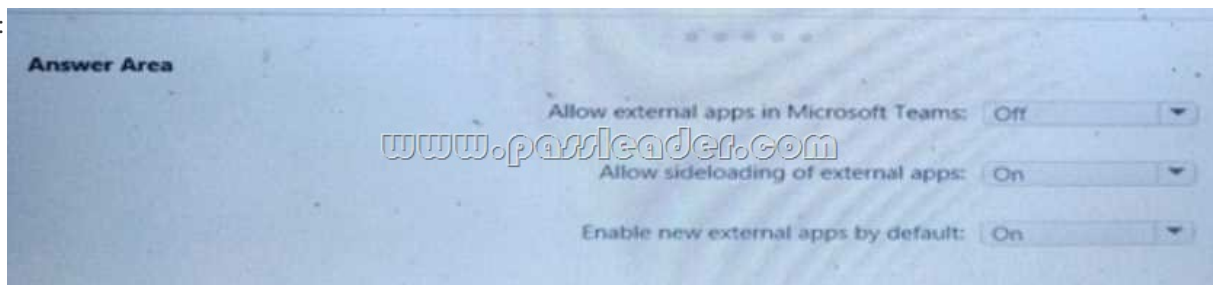 :
Answer Area
Allow external apps in Microsoft Teams: Off
www.passleader.com
Allow sideloading of external apps: On
Enable new external apps by default: On